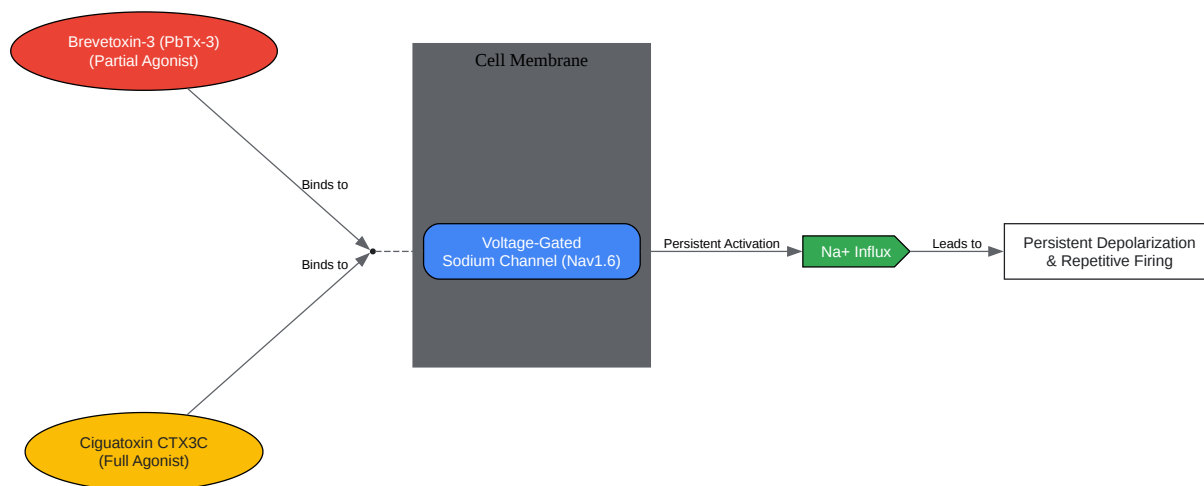 Brevetoxin-3 (PbTx-3)
(Partial Agonist)
Cell Membrane
Binds to
Voltage-Gated
Sodium Channel (Nav1.6)
Persistent Activation
Na+ Influx
Leads to
Persistent Depolarization
& Repetitive Firing
Binds to
Ciguatoxin CTX3C
(Full Agonist)